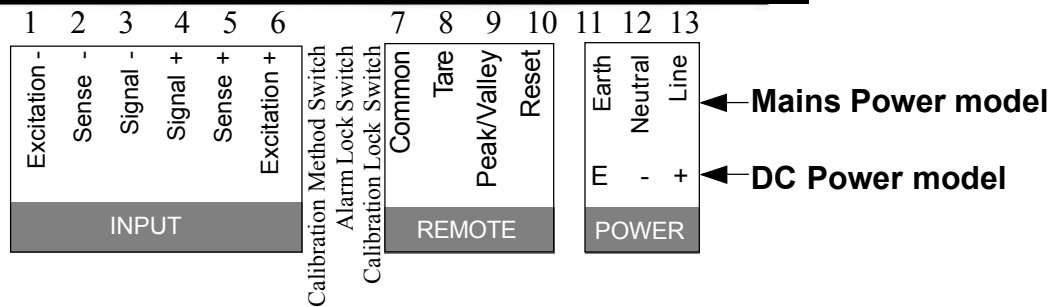 1 2 3 4 5 6 7 8 9 10 11 12 13
Excitation -
Sense -
Signal -
Signal +
Sense +
Excitation +
INPUT
Calibration Method Switch
Alarm Lock Switch
Calibration Lock Switch
Common
Tare
Peak/Valley
Reset
REMOTE
Earth
Neutral
Line
Mains Power model
E - +
DC Power model
POWER